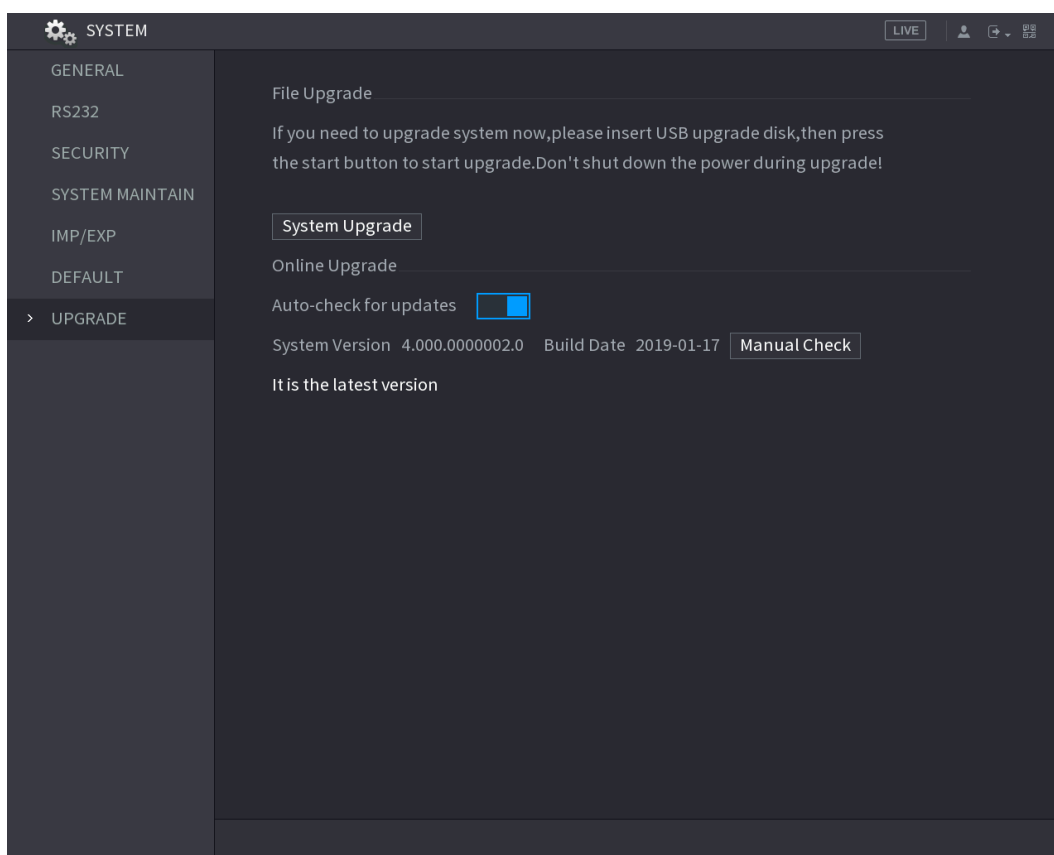 SYSTEM
LIVE
GENERAL
RS232
SECURITY
SYSTEM MAINTAIN
IMP/EXP
DEFAULT
UPGRADE
File Upgrade
If you need to upgrade system now,please insert USB upgrade disk,then press
the start button to start upgrade.Don't shut down the power during upgrade!
System Upgrade
Online Upgrade
Auto-check for updates
System Version 4.000.0000002.0 Build Date 2019-01-17 Manual Check
It is the latest version